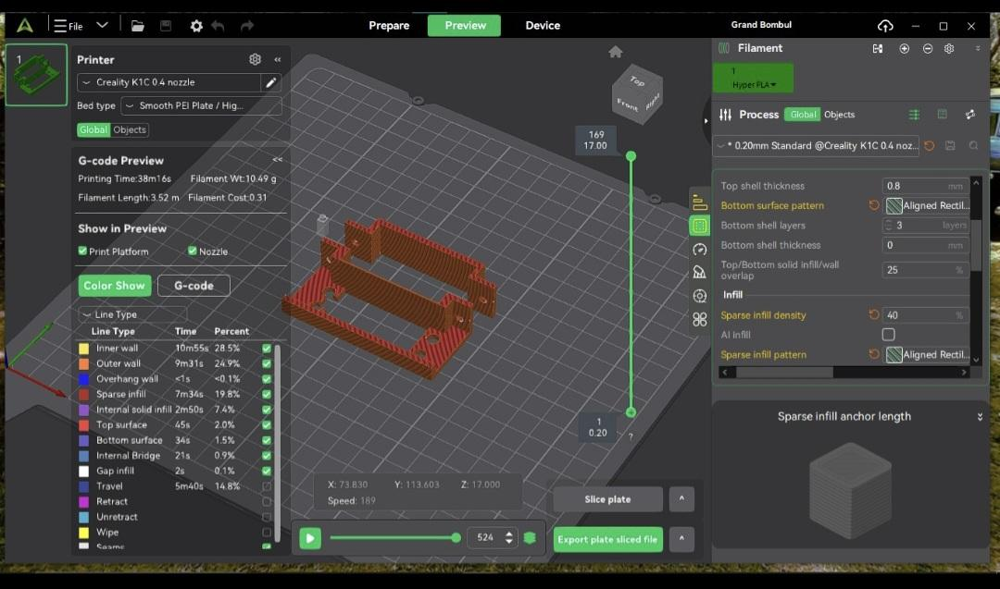 File
Prepare
Preview
Device
Grand Bombul
1
Printer
Creality K1C 0.4 nozzle
Bed type
Smooth PEI Plate / Hig...
Global
Objects
G-code Preview
Printing Time:38m16s Filament Wt:10.49 g
Filament Length:3.52 m Filament Cost:0.31
Show in Preview
Print Platform
Nozzle
Color Show
G-code
Line Type
Line Type Time Percent
Inner wall 10m55s 28.5%
Outer wall 9m31s 24.9%
Overhang wall <1s <0.1%
Sparse infill 7m34s 19.8%
Internal solid infill 2m50s 7.4%
Top surface 45s 2.0%
Bottom surface 34s 1.5%
Internal Bridge 21s 0.9%
Gap infill 2s 0.1%
Travel 5m40s 14.8%
Retract
Unretract
Wipe
Seams
Top
Front
Right
169
17.00
1
0.20
?
X: 73.830 Y: 113.603 Z: 17.000
Speed: 189
524
Slice plate
Export plate sliced file
Filament
1
Hyper PLA
Process
Global
Objects
* 0.20mm Standard @Creality K1C 0.4 noz...
Top shell thickness 0.8 mm
Bottom surface pattern Aligned Rectil...
Bottom shell layers 3 layers
Bottom shell thickness 0 mm
Top/Bottom solid infill/wall
overlap 25 %
Infill
Sparse infill density 40 %
AI infill
Sparse infill pattern Aligned Rectil...
Sparse infill anchor length